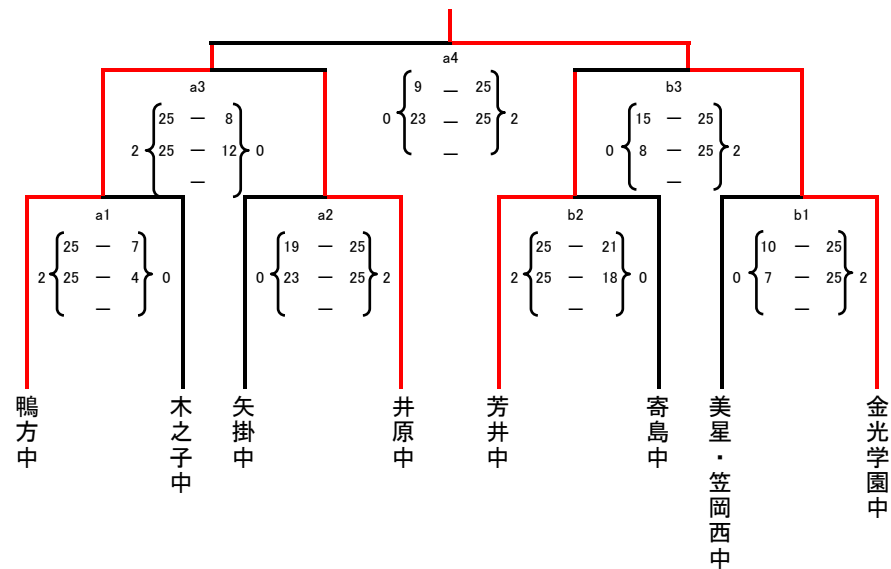 a4
9 － 25
0 23 － 25 2
－
a3
25 － 8
2 25 － 12 0
－
b3
15 － 25
0 8 － 25 2
－
a1
25 － 7
2 25 － 4 0
－
a2
19 － 25
0 23 － 25 2
－
b2
25 － 21
2 25 － 18 0
－
b1
10 － 25
0 7 － 25 2
－
鴨方中
木之子中
矢掛中
井原中
芳井中
寄島中
美星・笠岡西中
金光学園中